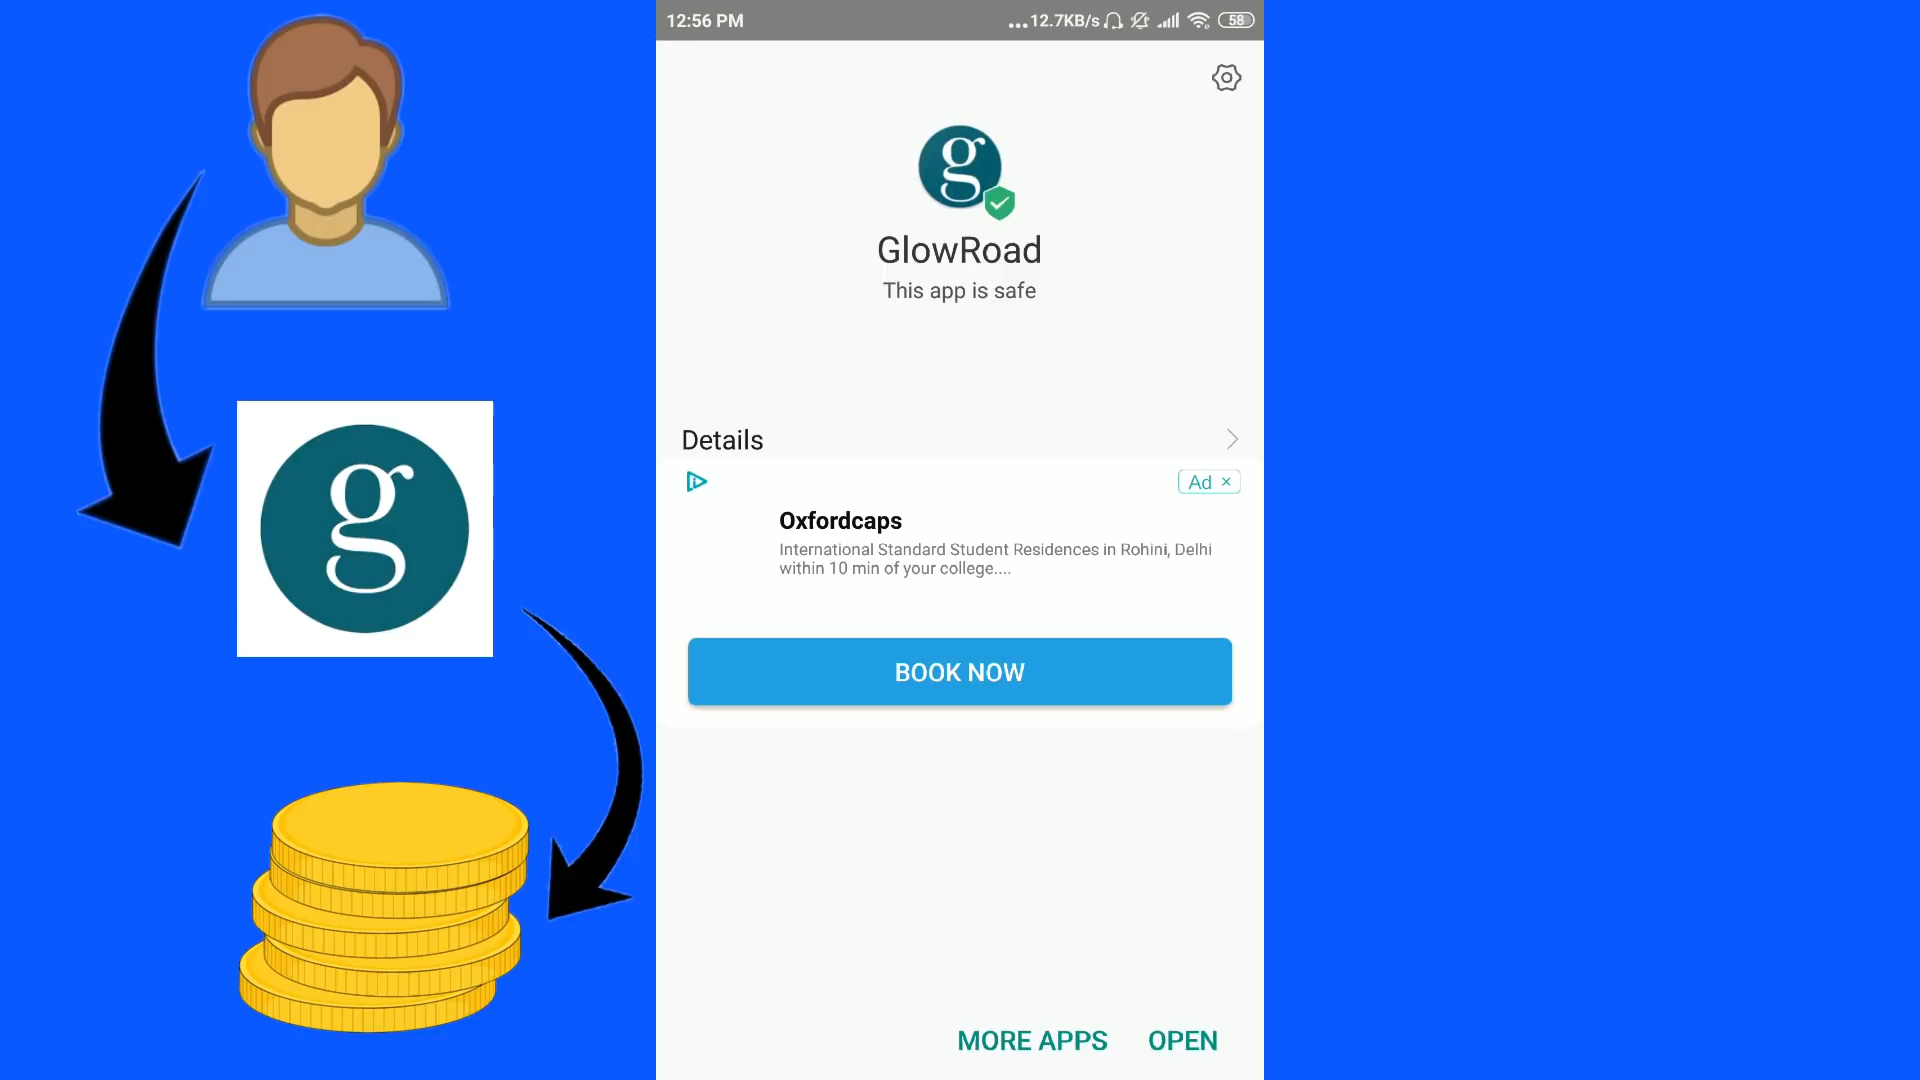 12:56 PM
...12.7KB/s
58
g
GlowRoad
This app is safe
Details
Ad ×
Oxfordcaps
International Standard Student Residences in Rohini, Delhi
within 10 min of your college....
BOOK NOW
MORE APPS OPEN
g